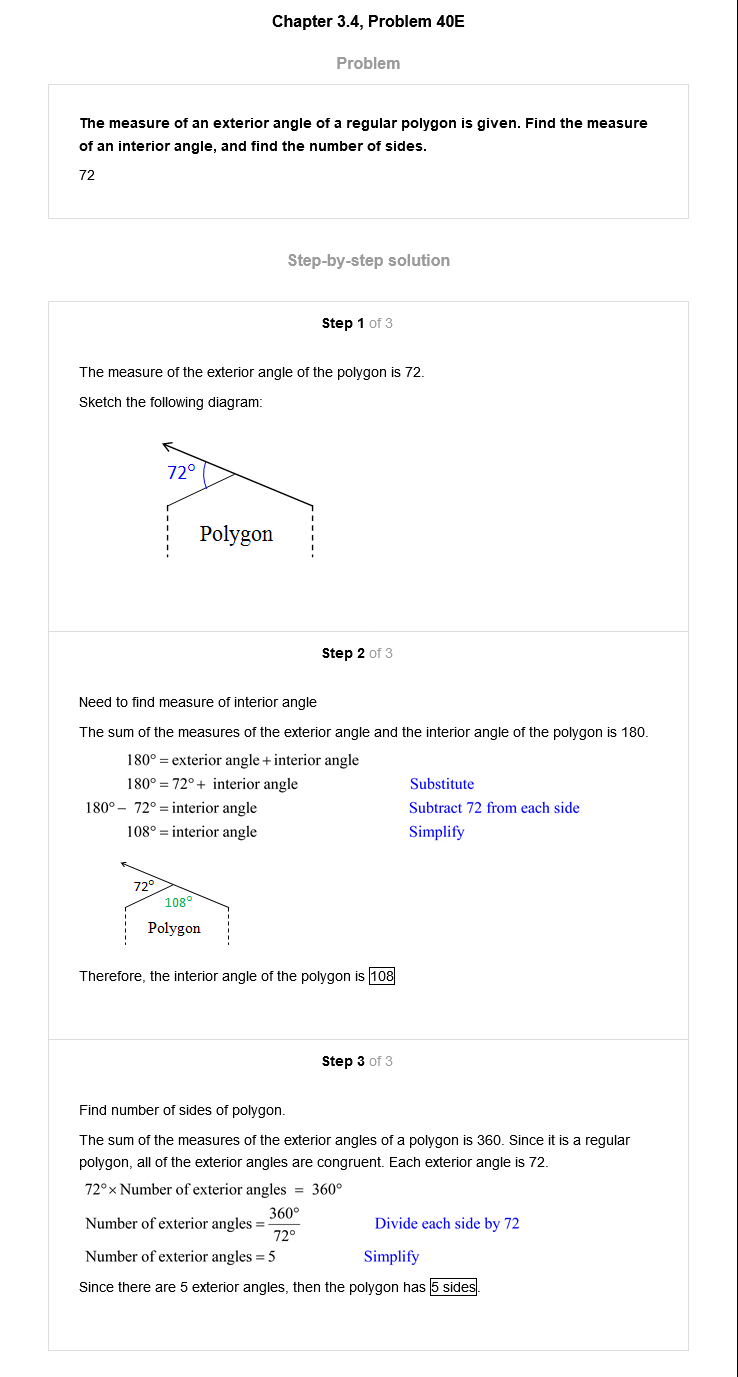 Chapter 3.4, Problem 40E
Problem
The measure of an exterior angle of a regular polygon is given. Find the measure
of an interior angle, and find the number of sides.
72
Step-by-step solution
Step 1 of 3
The measure of the exterior angle of the polygon is 72.
Sketch the following diagram:
72°
Polygon
Step 2 of 3
Need to find measure of interior angle
The sum of the measures of the exterior angle and the interior angle of the polygon is 180.
180° = exterior angle + interior angle
180° = 72° + interior angle Substitute
180° − 72° = interior angle Subtract 72 from each side
108° = interior angle Simplify
72°
108°
Polygon
Therefore, the interior angle of the polygon is 108
Step 3 of 3
Find number of sides of polygon.
The sum of the measures of the exterior angles of a polygon is 360. Since it is a regular
polygon, all of the exterior angles are congruent. Each exterior angle is 72.
72° × Number of exterior angles = 360°
Number of exterior angles = 360° / 72° Divide each side by 72
Number of exterior angles = 5 Simplify
Since there are 5 exterior angles, then the polygon has 5 sides.